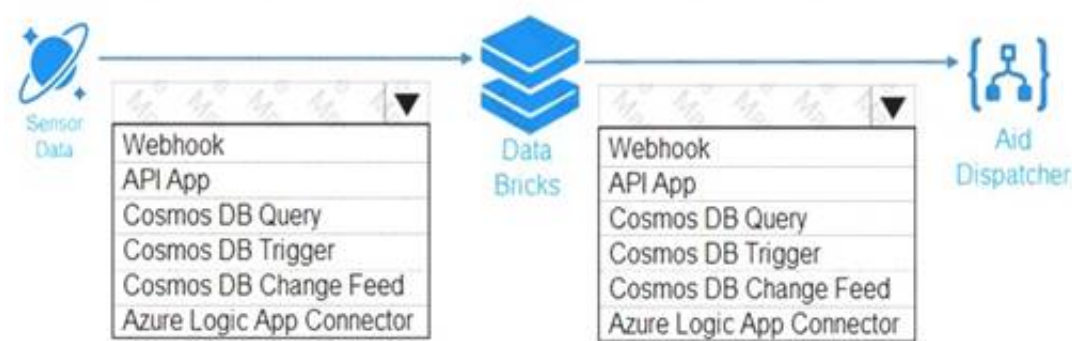 Sensor
Data
Webhook
API App
Cosmos DB Query
Cosmos DB Trigger
Cosmos DB Change Feed
Azure Logic App Connector
Data
Bricks
Webhook
API App
Cosmos DB Query
Cosmos DB Trigger
Cosmos DB Change Feed
Azure Logic App Connector
Aid
Dispatcher